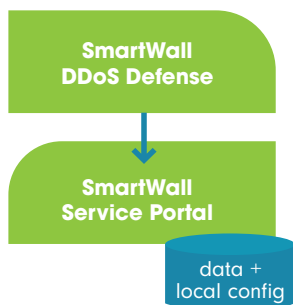 SmartWall
DDoS Defense
SmartWall
Service Portal
data +
local config